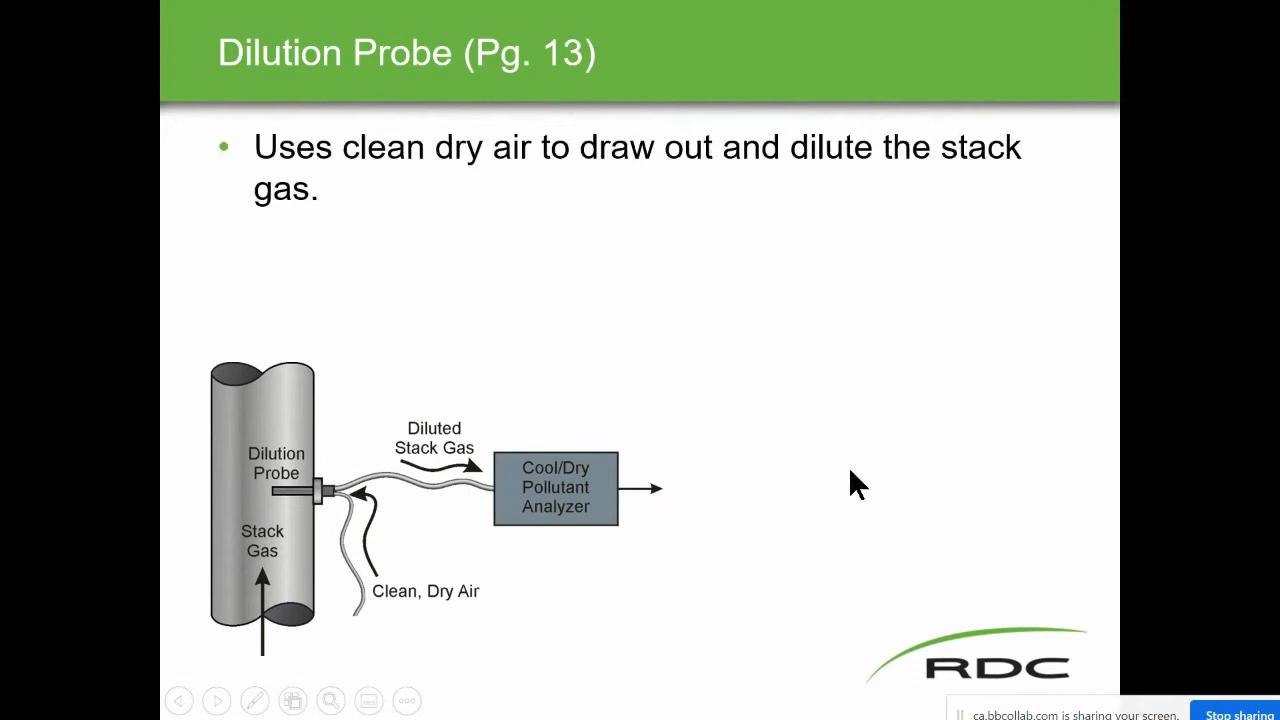 Dilution Probe (Pg. 13)
• Uses clean dry air to draw out and dilute the stack
gas.
Diluted
Stack Gas
Dilution
Probe
Cool/Dry
Pollutant
Analyzer
Stack
Gas
Clean, Dry Air
RDC
ca.bbcollab.com is sharing your screen.
Stop sharing